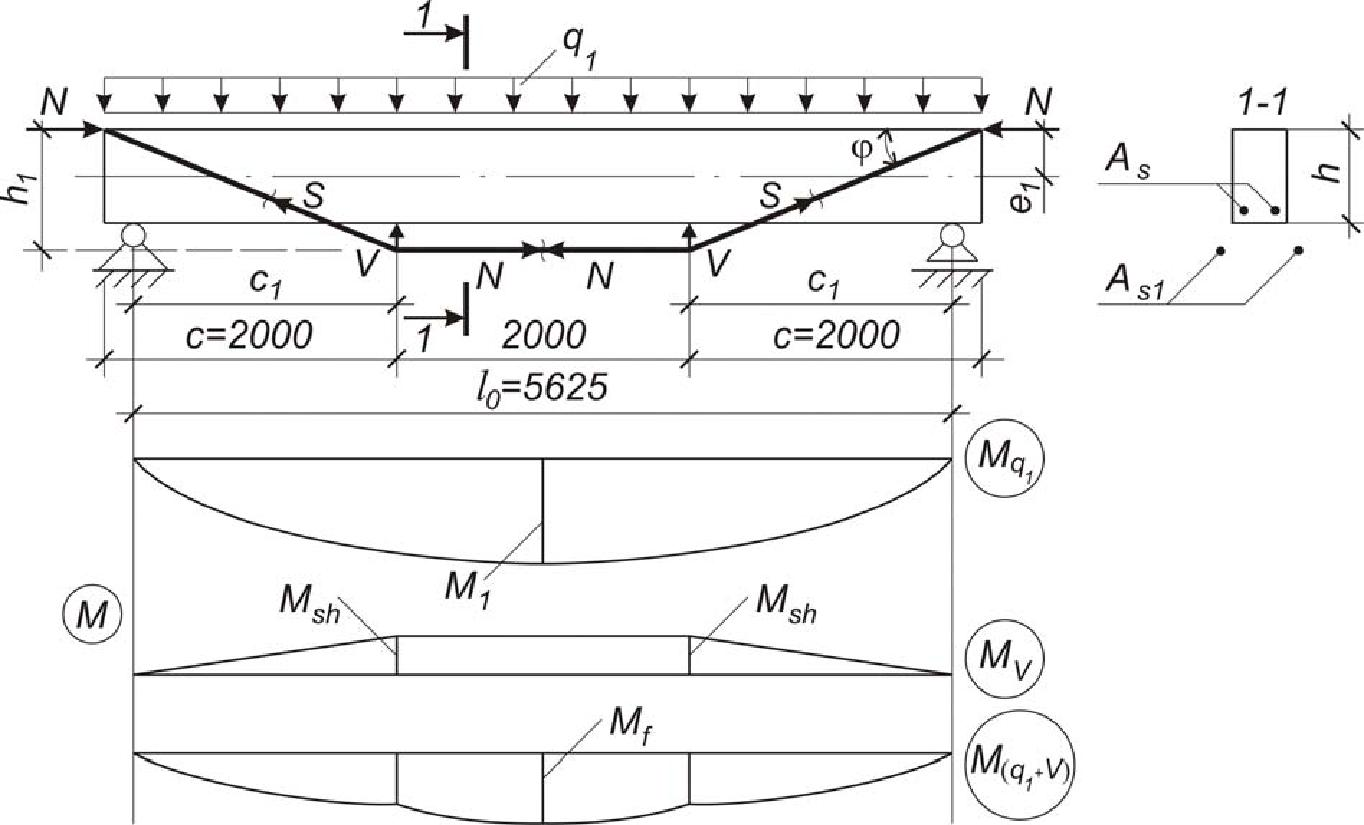 1
q1
N
N
1-1
φ
As
h
h1
S
S
e1
V
V
N
N
As1
c1
c1
1
c=2000
2000
c=2000
l0=5625
Mq1
M1
Msh
Msh
M
MV
Mf
M(q1+V)